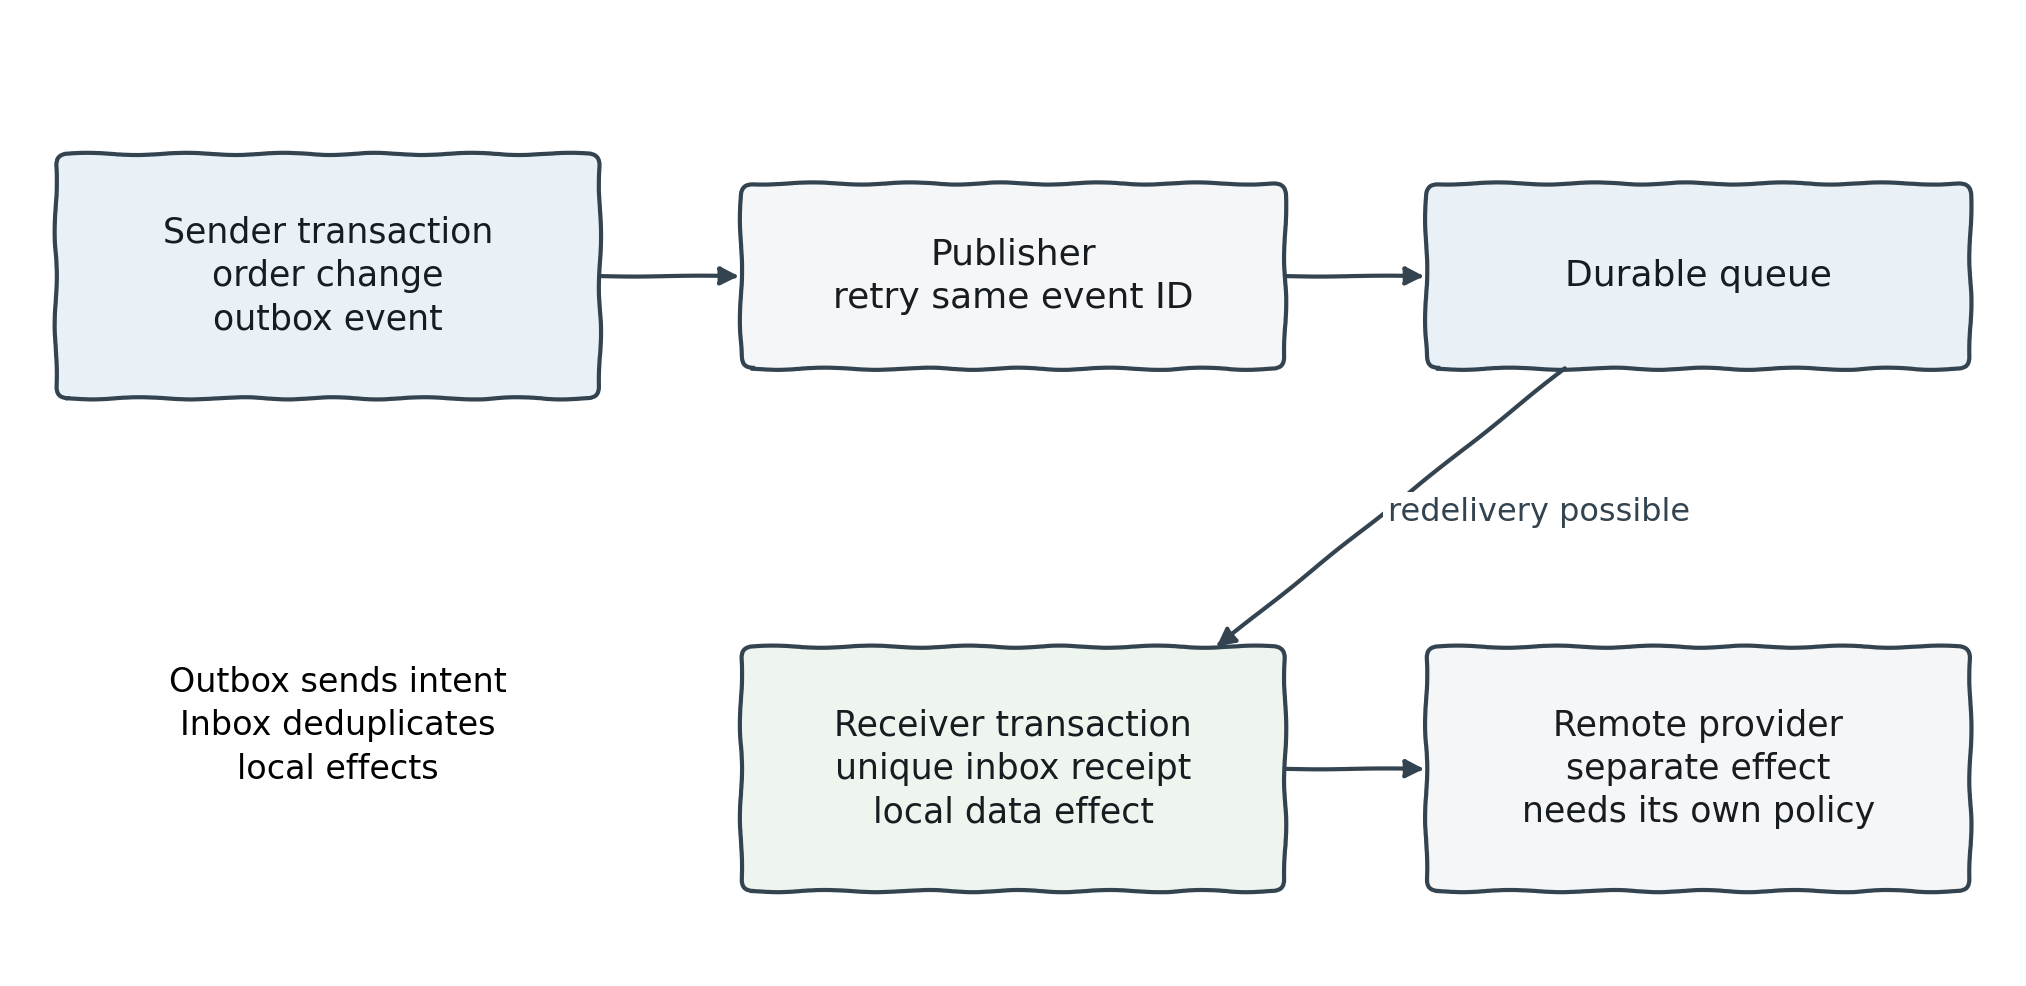 Sender transaction
order change
outbox event
Publisher
retry same event ID
Durable queue
redelivery possible
Outbox sends intent
Inbox deduplicates
local effects
Receiver transaction
unique inbox receipt
local data effect
Remote provider
separate effect
needs its own policy